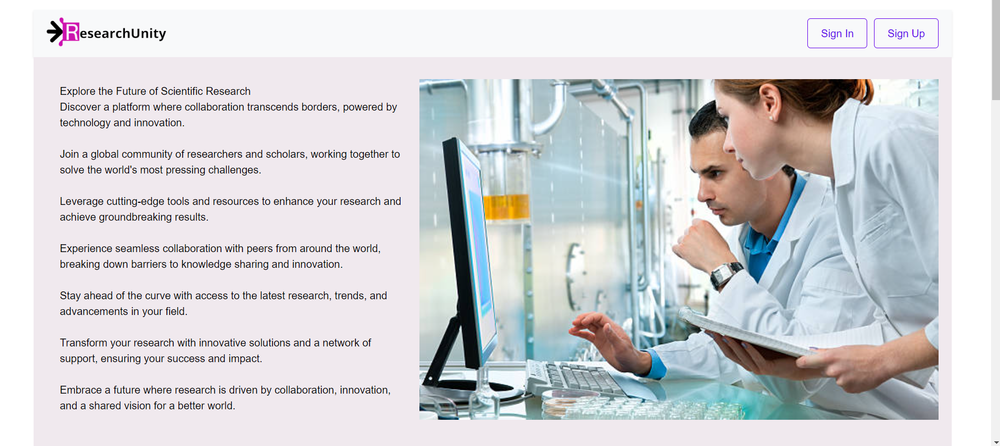 ResearchUnity
Sign In
Sign Up
Explore the Future of Scientific Research
Discover a platform where collaboration transcends borders, powered by
technology and innovation.
Join a global community of researchers and scholars, working together to
solve the world's most pressing challenges.
Leverage cutting-edge tools and resources to enhance your research and
achieve groundbreaking results.
Experience seamless collaboration with peers from around the world,
breaking down barriers to knowledge sharing and innovation.
Stay ahead of the curve with access to the latest research, trends, and
advancements in your field.
Transform your research with innovative solutions and a network of
support, ensuring your success and impact.
Embrace a future where research is driven by collaboration, innovation,
and a shared vision for a better world.